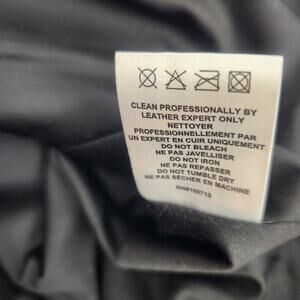 CLEAN PROFESSIONALLY BY
LEATHER EXPERT ONLY
NETTOYER
PROFESSIONNELLEMENT PAR
UN EXPERT EN CUIR UNIQUEMENT
DO NOT BLEACH
NE PAS JAVELLISER
DO NOT IRON
NE PAS REPASSER
DO NOT TUMBLE DRY
NE PAS SÉCHER EN MACHINE